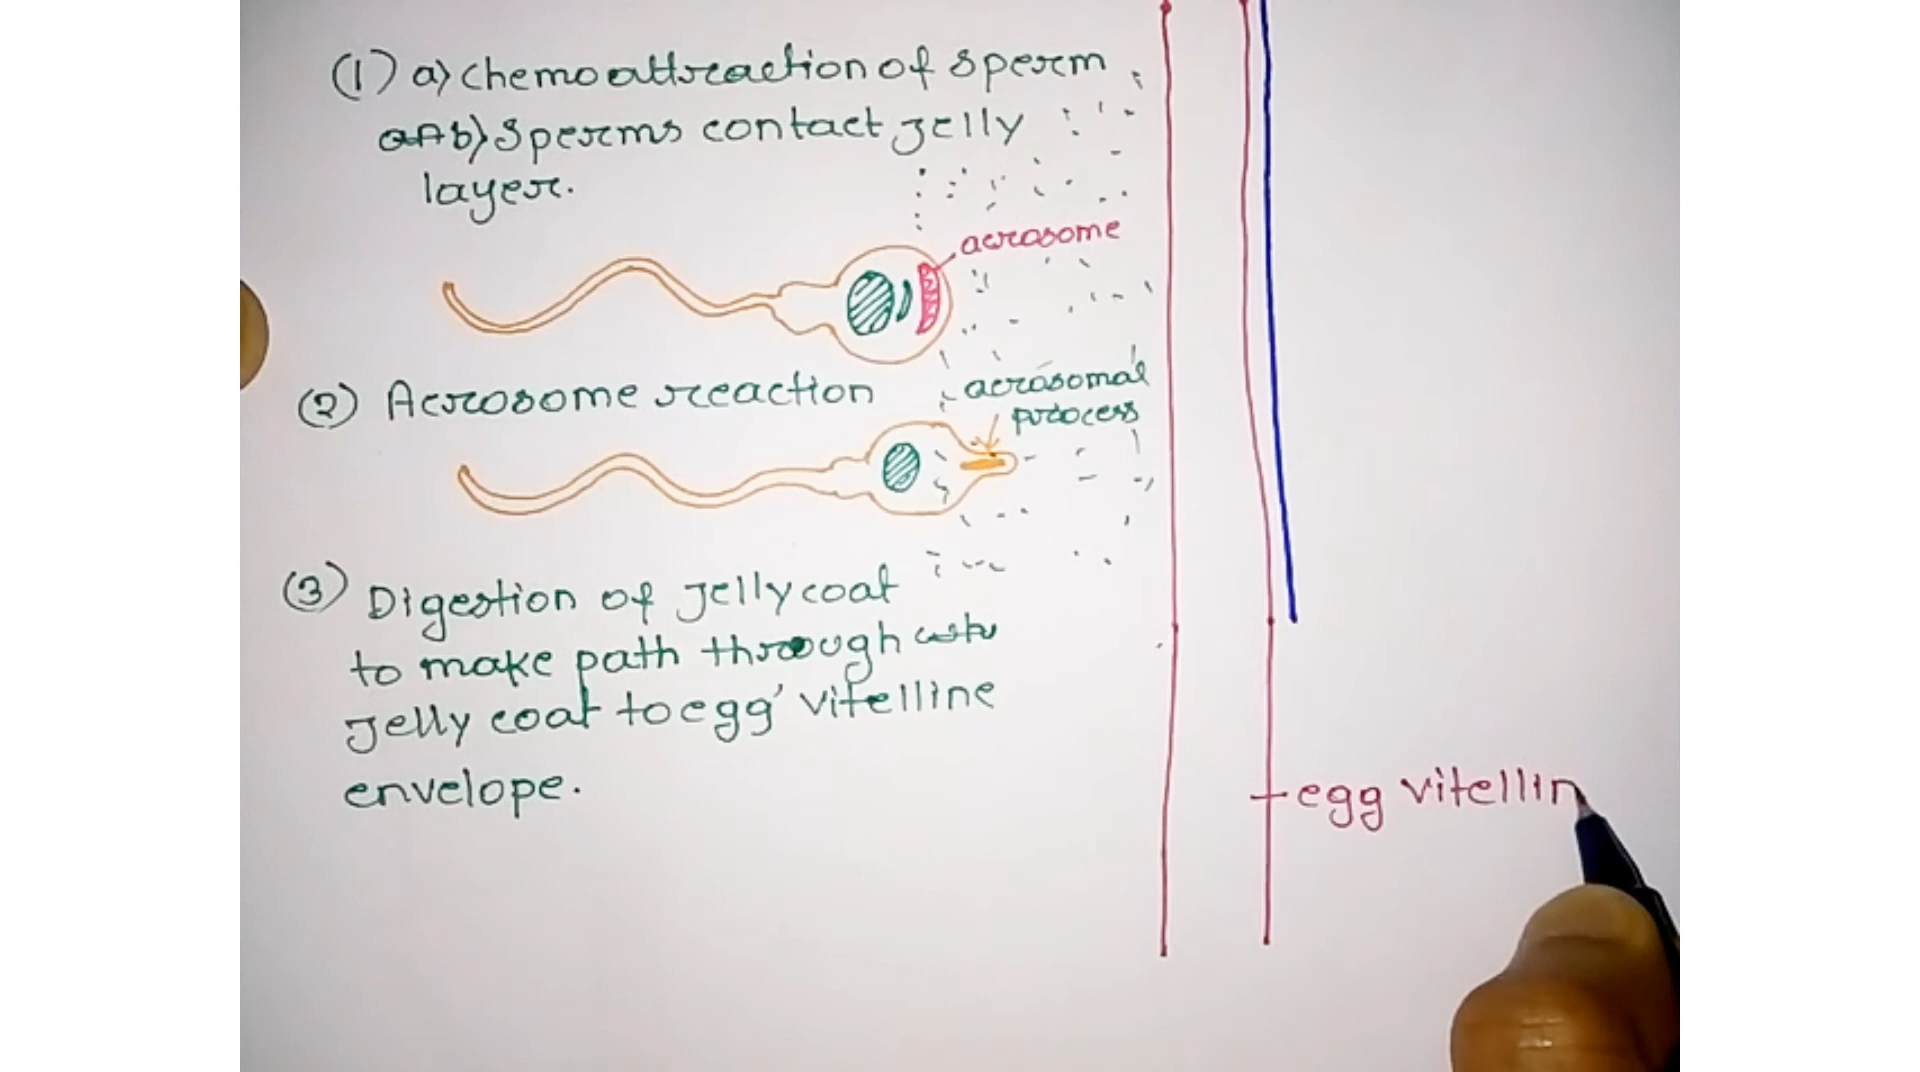 (1) a) chemoattraction of sperm
b) Sperms contact jelly
layer.
acrosome
(2) Acrosome reaction
acrosomal
process
(3) Digestion of jelly coat
to make path through
jelly coat to egg' vitelline
envelope.
egg vitellin